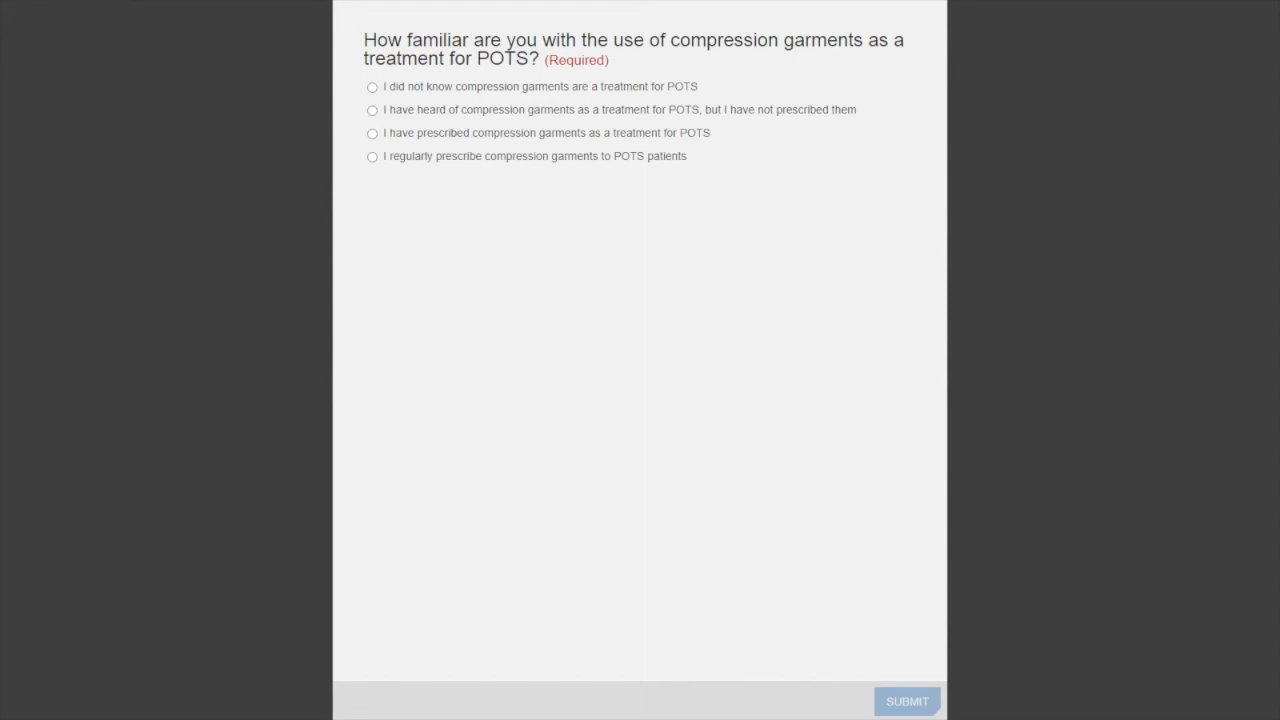 How familiar are you with the use of compression garments as a
treatment for POTS? (Required)
I did not know compression garments are a treatment for POTS
I have heard of compression garments as a treatment for POTS, but I have not prescribed them
I have prescribed compression garments as a treatment for POTS
I regularly prescribe compression garments to POTS patients
SUBMIT